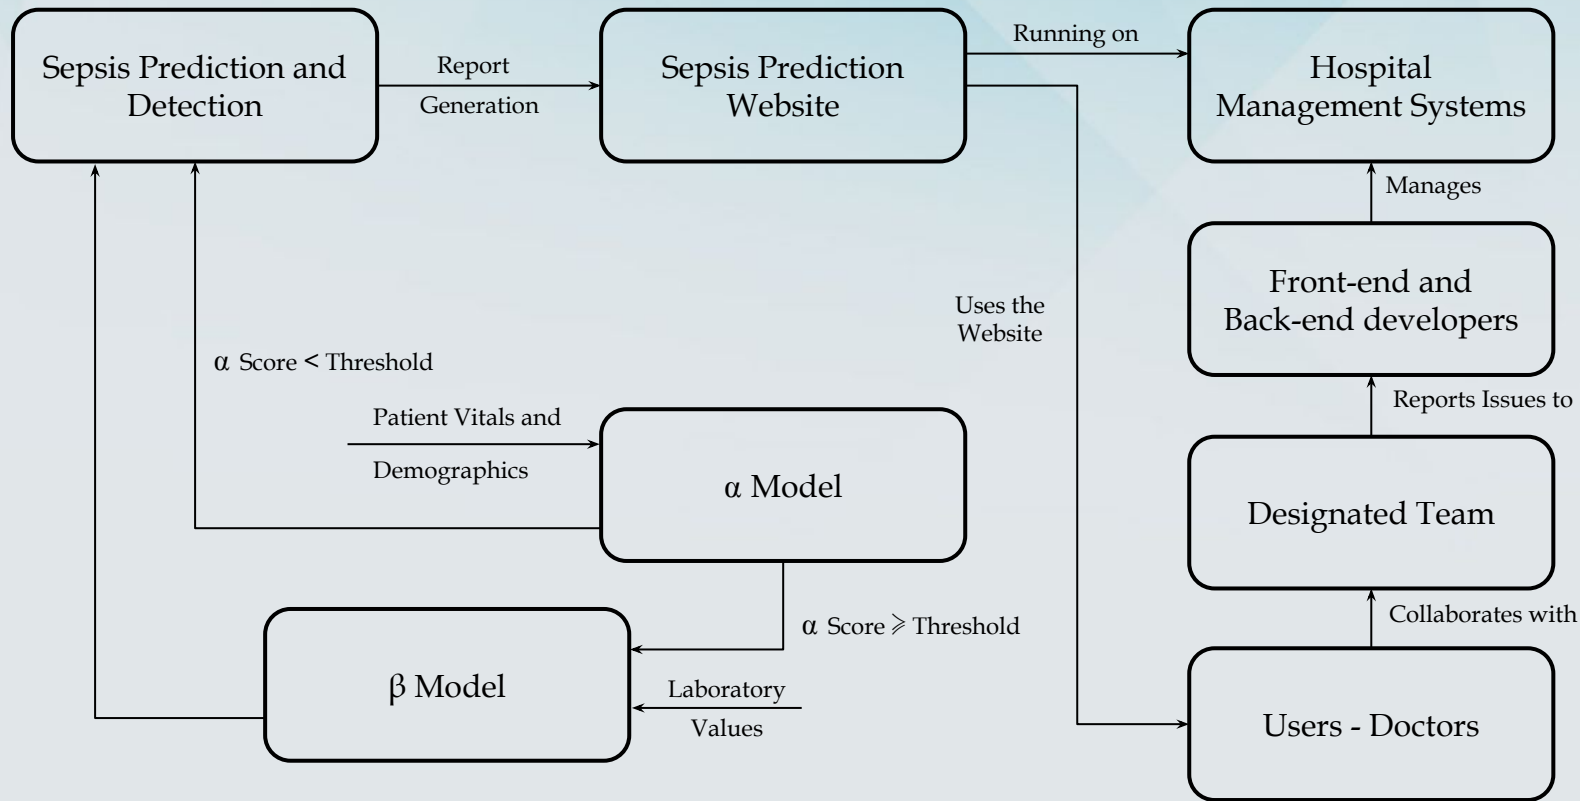 Sepsis Prediction and
Detection
Report
Generation
Sepsis Prediction
Website
Running on
Hospital
Management Systems
Manages
Front-end and
Back-end developers
Uses the
Website
α Score < Threshold
Reports Issues to
Patient Vitals and
Demographics
α Model
Designated Team
α Score ⩾ Threshold
Collaborates with
β Model
Laboratory
Values
Users - Doctors